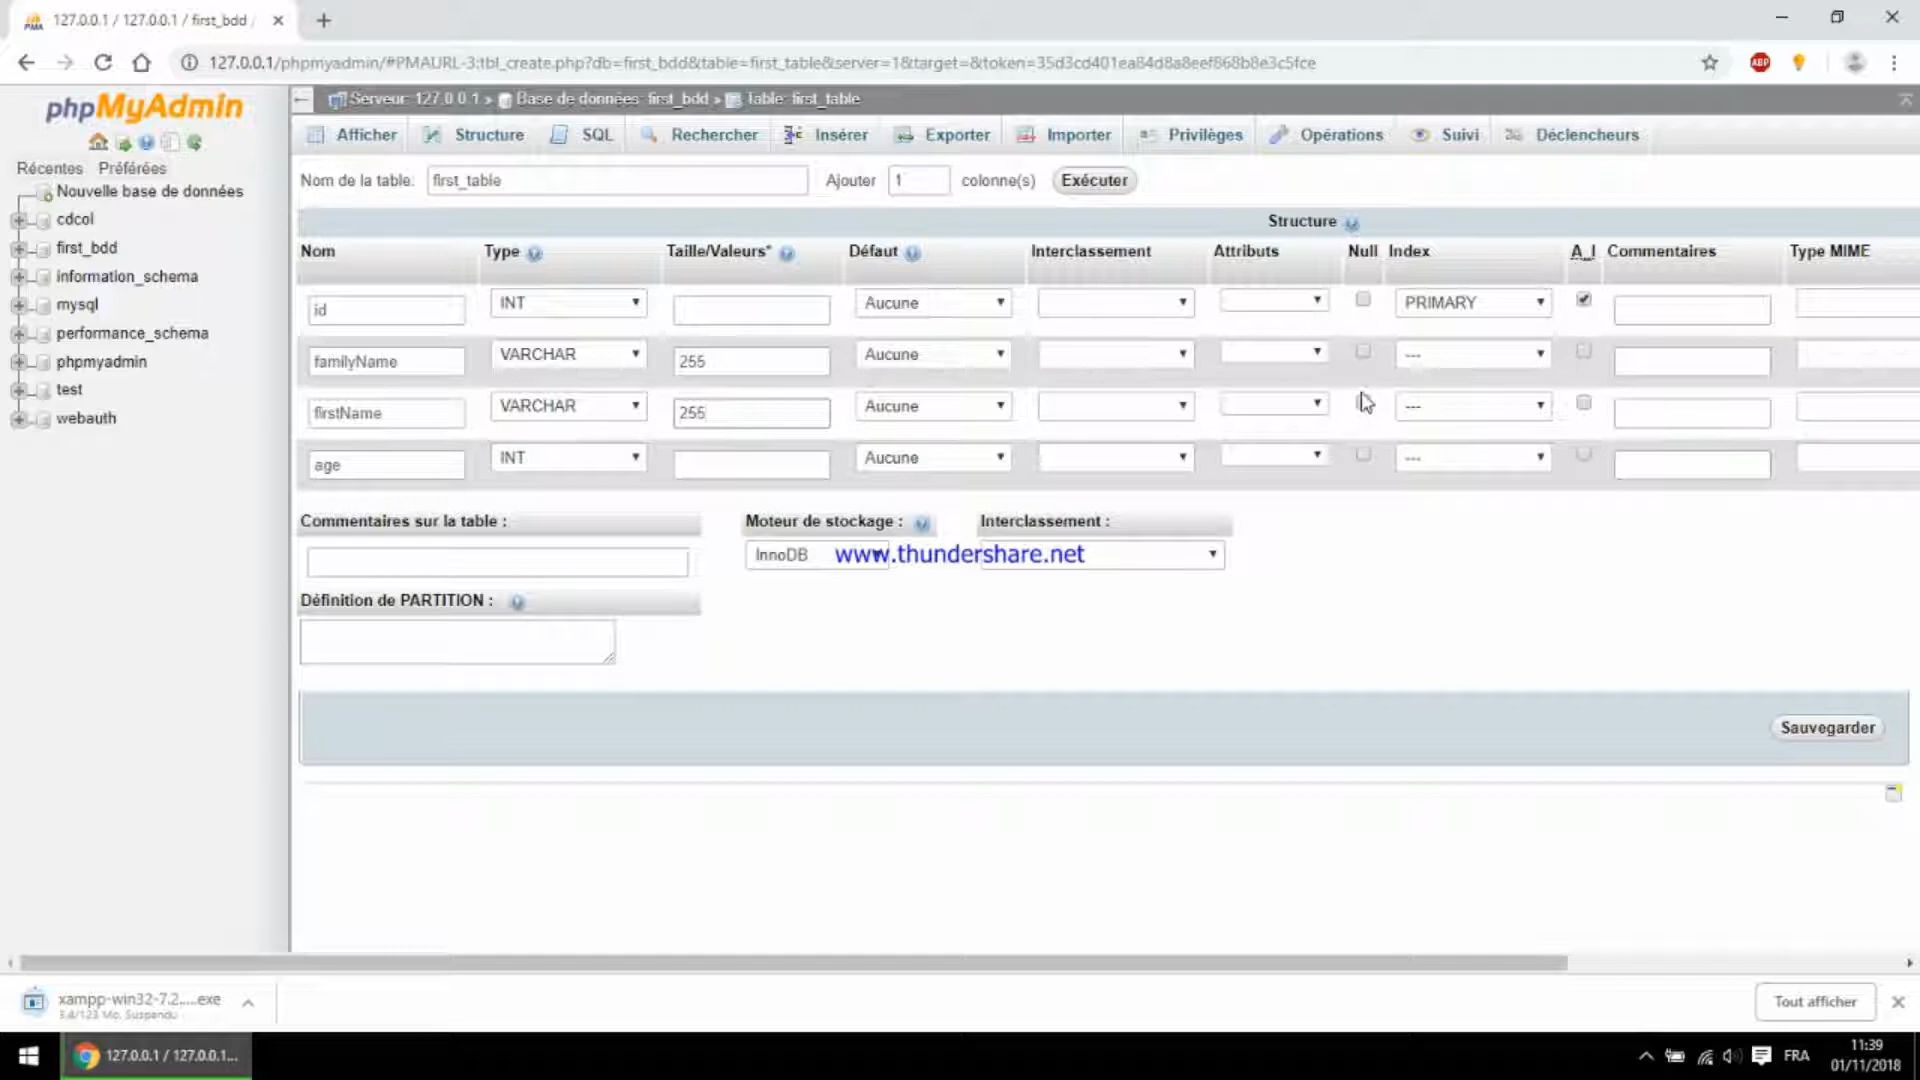 127.0.0.1 / 127.0.0.1 / first_bdd
127.0.0.1/phpmyadmin/#PMAURL-3:tbl_create.php?db=first_bdd&table=first_table&server=1&target=&token=35d3cd401ea84d8a8eef868b8e3c5fce
ABP
phpMyAdmin
Serveur: 127.0.0.1 » Base de données: first_bdd » Table: first_table
Afficher Structure SQL Rechercher Insérer Exporter Importer Privilèges Opérations Suivi Déclencheurs
Récentes Préférées
Nouvelle base de données
cdcol
first_bdd
information_schema
mysql
performance_schema
phpmyadmin
test
webauth
Nom de la table: first_table Ajouter 1 colonne(s) Exécuter
Structure
Nom Type Taille/Valeurs* Défaut Interclassement Attributs Null Index A_I Commentaires Type MIME
id INT Aucune PRIMARY
familyName VARCHAR 255 Aucune ---
firstName VARCHAR 255 Aucune ---
age INT Aucune ---
Commentaires sur la table : Moteur de stockage : Interclassement :
InnoDB
www.thundershare.net
Définition de PARTITION :
Sauvegarder
xampp-win32-7.2.....exe
3,4/123 Mo, Suspendu
Tout afficher
127.0.0.1 / 127.0.0.1...
FRA
11:39
01/11/2018